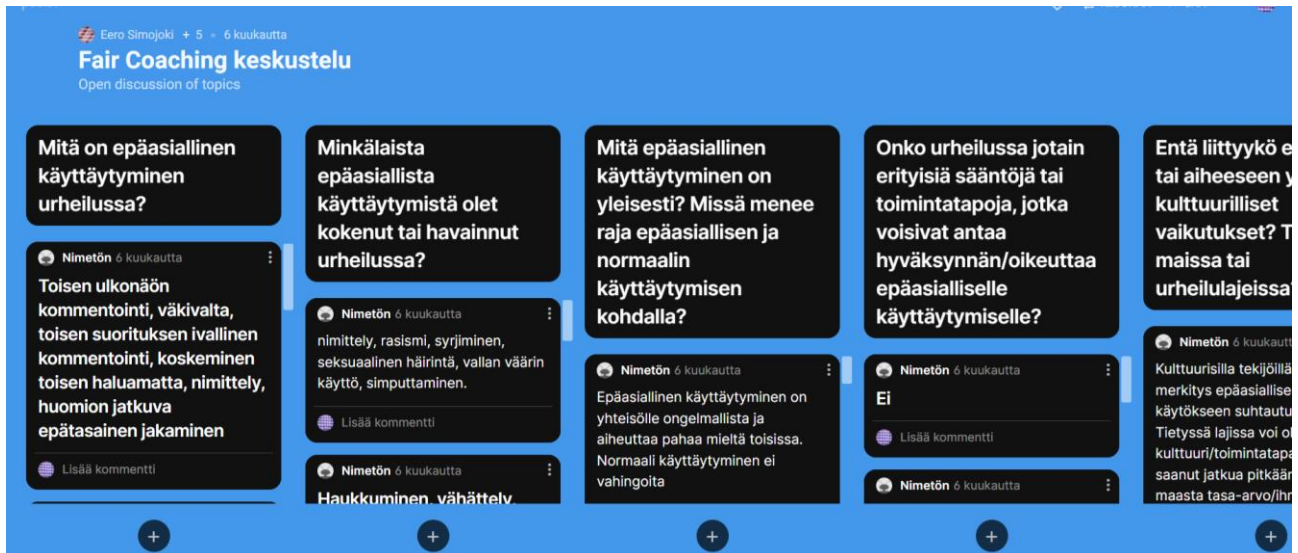 Eero Simojoki + 5 • 6 kuukautta
Fair Coaching keskustelu
Open discussion of topics
Mitä on epäasiallinen
käyttäytyminen
urheilussa?
Nimetön 6 kuukautta
Toisen ulkonäön
kommentointi, väkivalta,
toisen suorituksen ivallinen
kommentointi, koskeminen
toisen haluamatta, nimittely,
huomion jatkuva
epätasainen jakaminen
Lisää kommentti
Minkälaista
epäasiallista
käyttäytymistä olet
kokenut tai havainnut
urheilussa?
Nimetön 6 kuukautta
nimittely, rasismi, syrjiminen,
seksuaalinen häirintä, vallan väärin
käyttö, simputtaminen.
Lisää kommentti
Nimetön 6 kuukautta
Haukkuminen, vähättely,
Mitä epäasiallinen
käyttäytyminen on
yleisesti? Missä menee
raja epäasiallisen ja
normaalin
käyttäytymisen
kohdalla?
Nimetön 6 kuukautta
Epäasiallinen käyttäytyminen on
yhteisölle ongelmallista ja
aiheuttaa pahaa mieltä toisissa.
Normaali käyttäytyminen ei
vahingoita
Onko urheilussa jotain
erityisiä sääntöjä tai
toimintatapoja, jotka
voisivat antaa
hyväksynnän/oikeuttaa
epäasialliselle
käyttäytymiselle?
Nimetön 6 kuukautta
Ei
Lisää kommentti
Nimetön 6 kuukautta
Entä liittyykö e
tai aiheeseen y
kulttuurilliset
vaikutukset? T
maissa tai
urheilulajeissa?
Nimetön 6 kuukautt
Kulttuurisilla tekijöillä
merkitys epäasiallise
käytökseen suhtautu
Tietyssä lajissa voi ol
kulttuuri/toimintatapa
saanut jatkua pitkään
maasta tasa-arvo/ihm